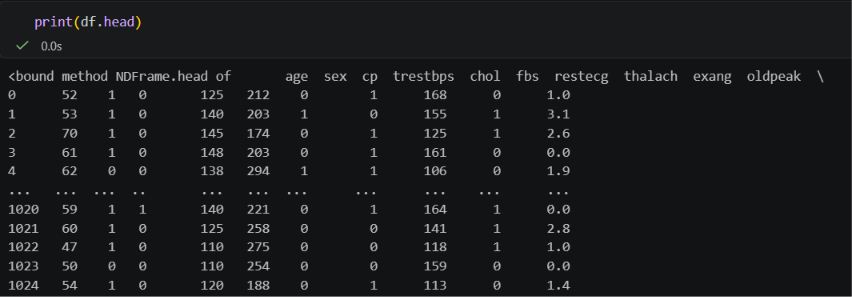 print(df.head)
✓ 0.0s
<bound method NDFrame.head of       age  sex  cp  trestbps  chol  fbs  restecg  thalach  exang  oldpeak  \
0      52    1   0       125   212    0        1      168      0      1.0
1      53    1   0       140   203    1        0      155      1      3.1
2      70    1   0       145   174    0        1      125      1      2.6
3      61    1   0       148   203    0        1      161      0      0.0
4      62    0   0       138   294    1        1      106      0      1.9
...   ...  ...  ..       ...   ...  ...      ...      ...    ...      ...
1020   59    1   1       140   221    0        1      164      1      0.0
1021   60    1   0       125   258    0        0      141      1      2.8
1022   47    1   0       110   275    0        0      118      1      1.0
1023   50    0   0       110   254    0        0      159      0      0.0
1024   54    1   0       120   188    0        1      113      0      1.4